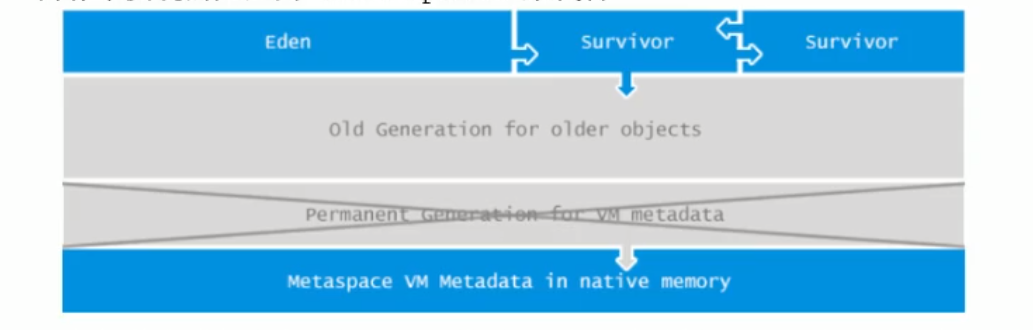 Eden
Survivor
Survivor
Old Generation for older objects
Permanent Generation for VM metadata
Metaspace VM Metadata in native memory